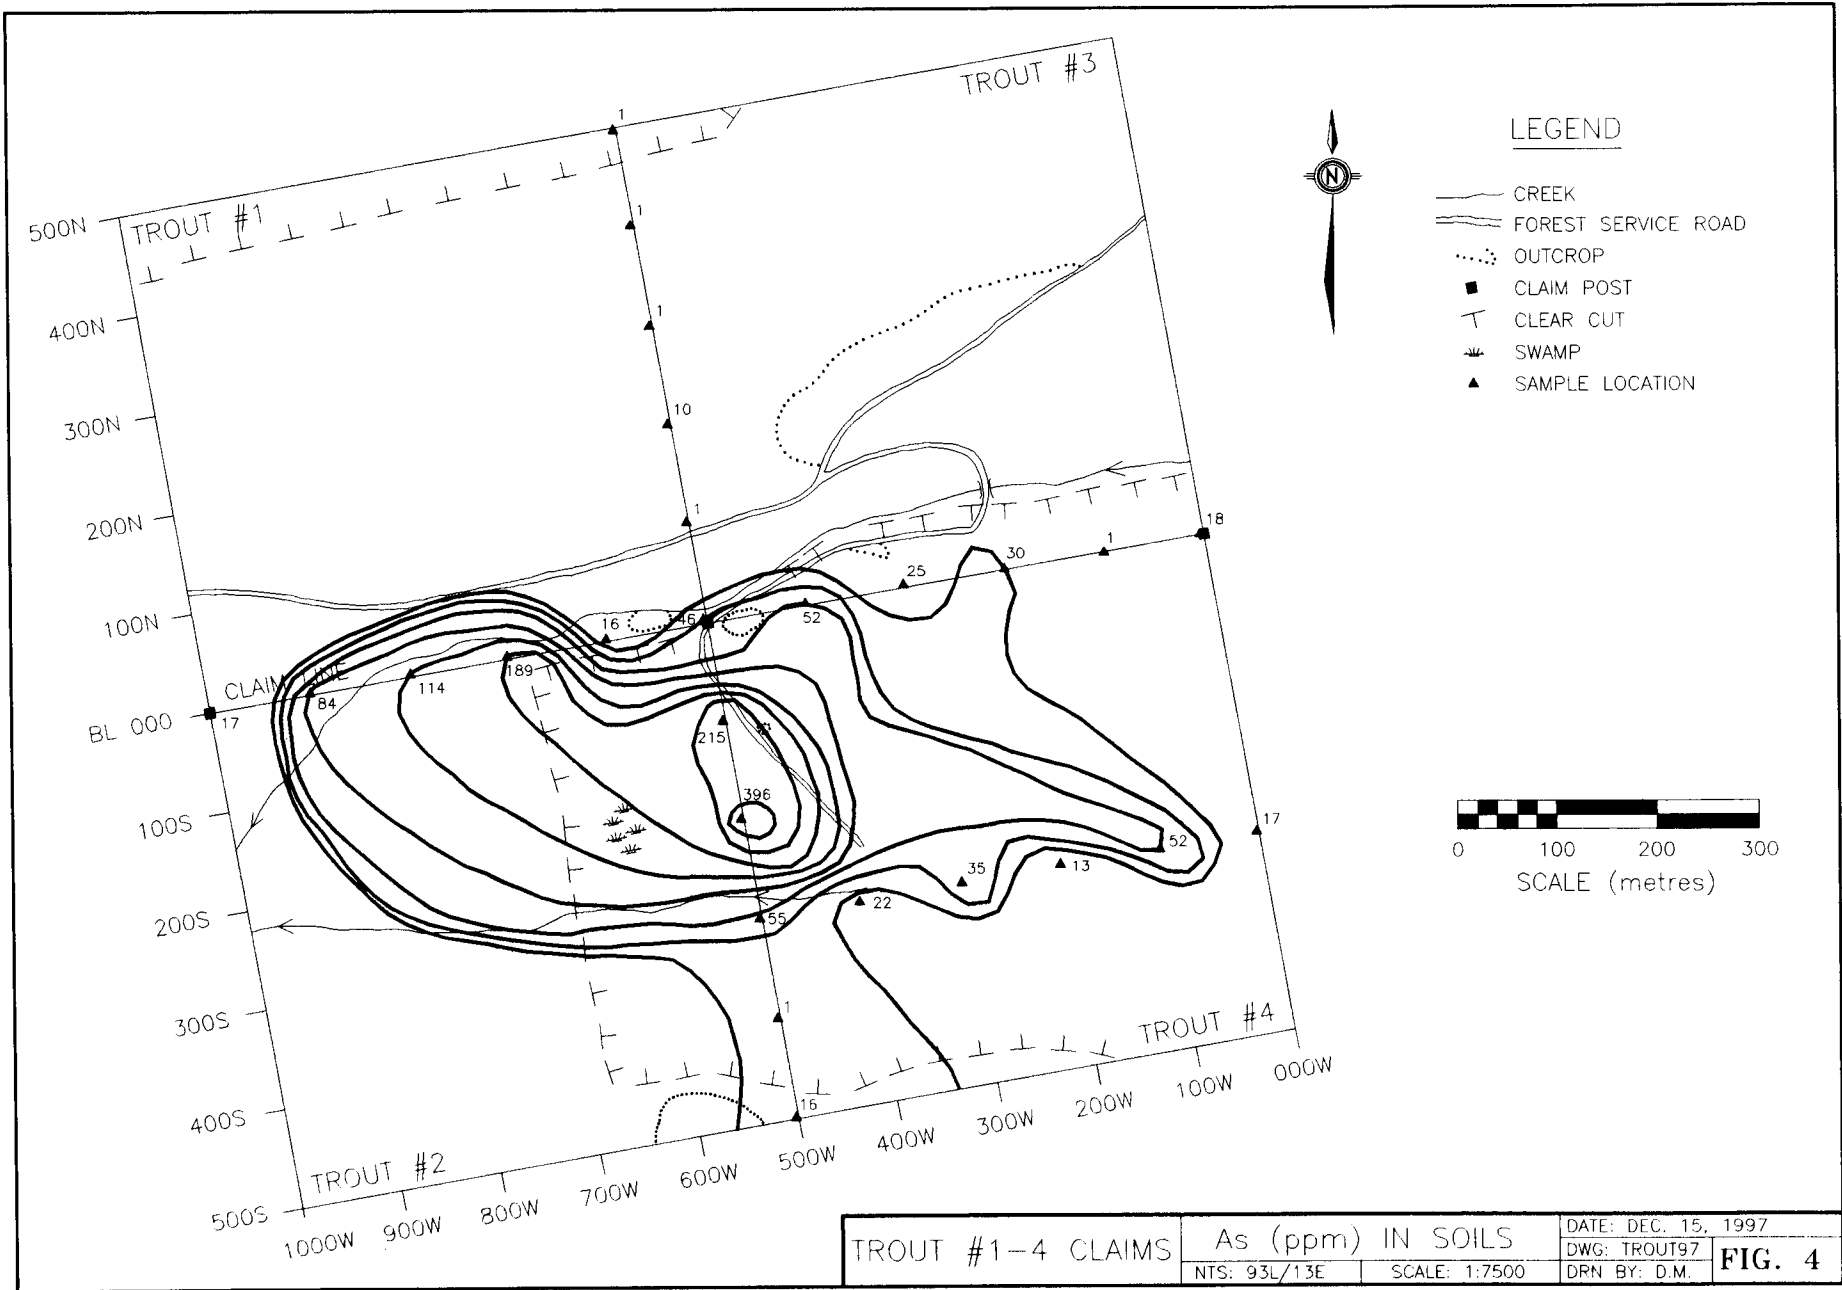 TROUT #3
1
LEGEND
N
CREEK
FOREST SERVICE ROAD
OUTCROP
CLAIM POST
CLEAR CUT
SWAMP
SAMPLE LOCATION
500N
TROUT #1
1
400N
1
300N
10
200N
1
18
1
30
25
100N
16
46
52
CLAIM LINE
189
114
84
BL 000
17
215
396
100S
17
52
13
35
0 100 200 300
SCALE (metres)
200S
55
22
300S
1
TROUT #4
400S
16
000W
100W
200W
300W
400W
500W
600W
700W
800W
900W
1000W
TROUT #2
500S
TROUT #1-4 CLAIMS
As (ppm) IN SOILS
NTS: 93L/13E
SCALE: 1:7500
DATE: DEC. 15, 1997
DWG: TROUT97
DRN BY: D.M.
FIG. 4